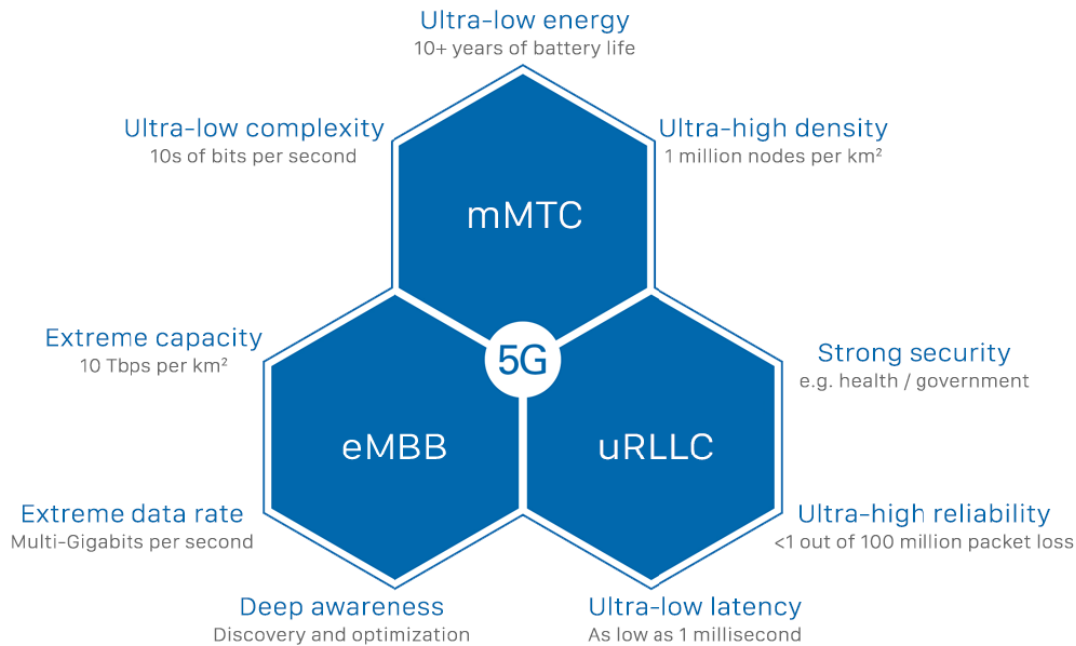 Ultra-low energy
10+ years of battery life
Ultra-low complexity
10s of bits per second
Ultra-high density
1 million nodes per km²
mMTC
Extreme capacity
10 Tbps per km²
5G
Strong security
e.g. health / government
eMBB
uRLLC
Extreme data rate
Multi-Gigabits per second
Ultra-high reliability
<1 out of 100 million packet loss
Deep awareness
Discovery and optimization
Ultra-low latency
As low as 1 millisecond